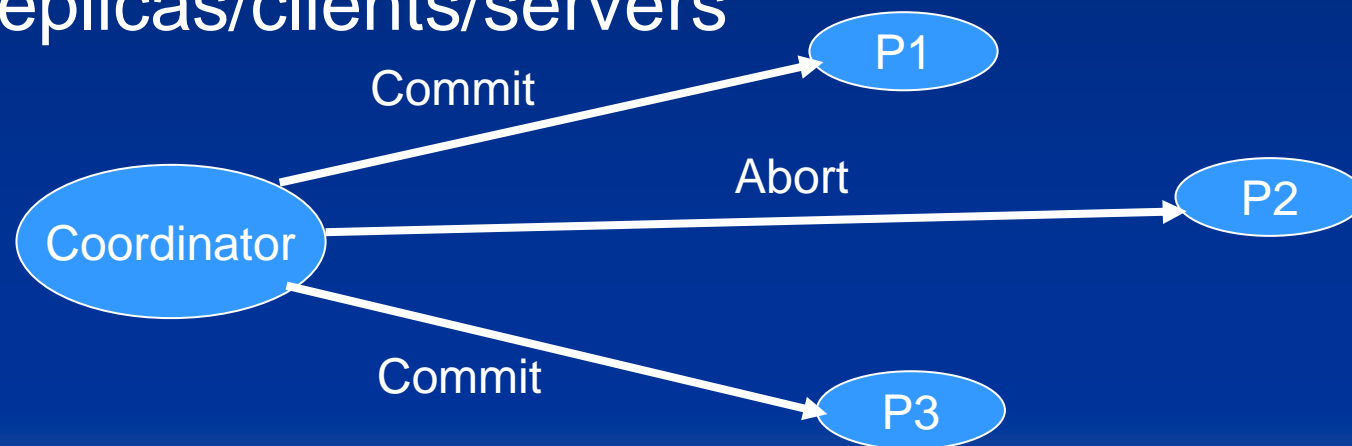 eplicas/clients/servers
P1
Commit
Abort
P2
Coordinator
Commit
P3